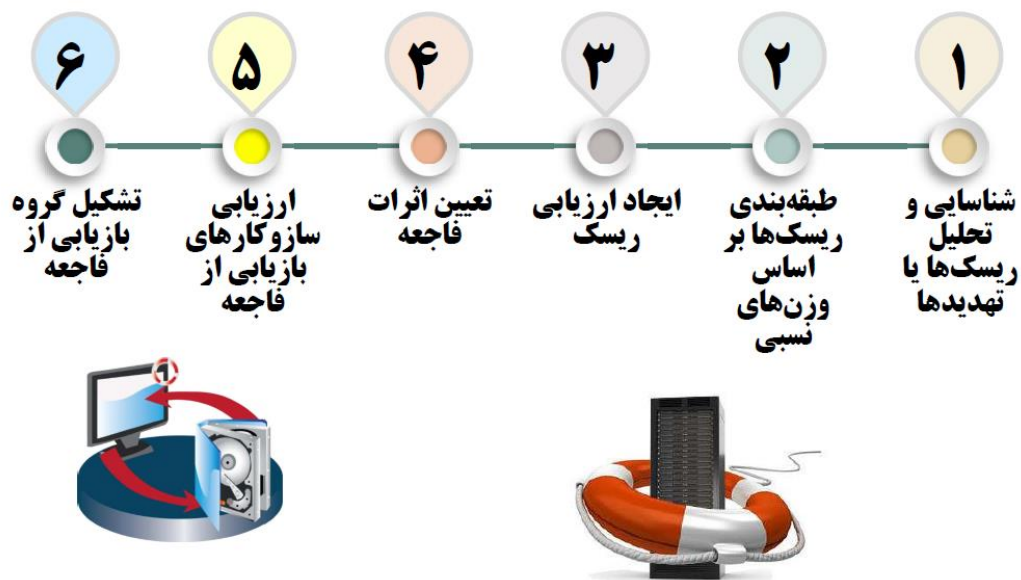 ۱
شناسایی و
تحلیل
ریسک‌ها یا
تهدیدها
۲
طبقه‌بندی
ریسک‌ها بر
اساس
وزن‌های
نسبی
۳
ایجاد ارزیابی
ریسک
۴
تعیین اثرات
فاجعه
۵
ارزیابی
سازوکارهای
بازیابی از
فاجعه
۶
تشکیل گروه
بازیابی از
فاجعه